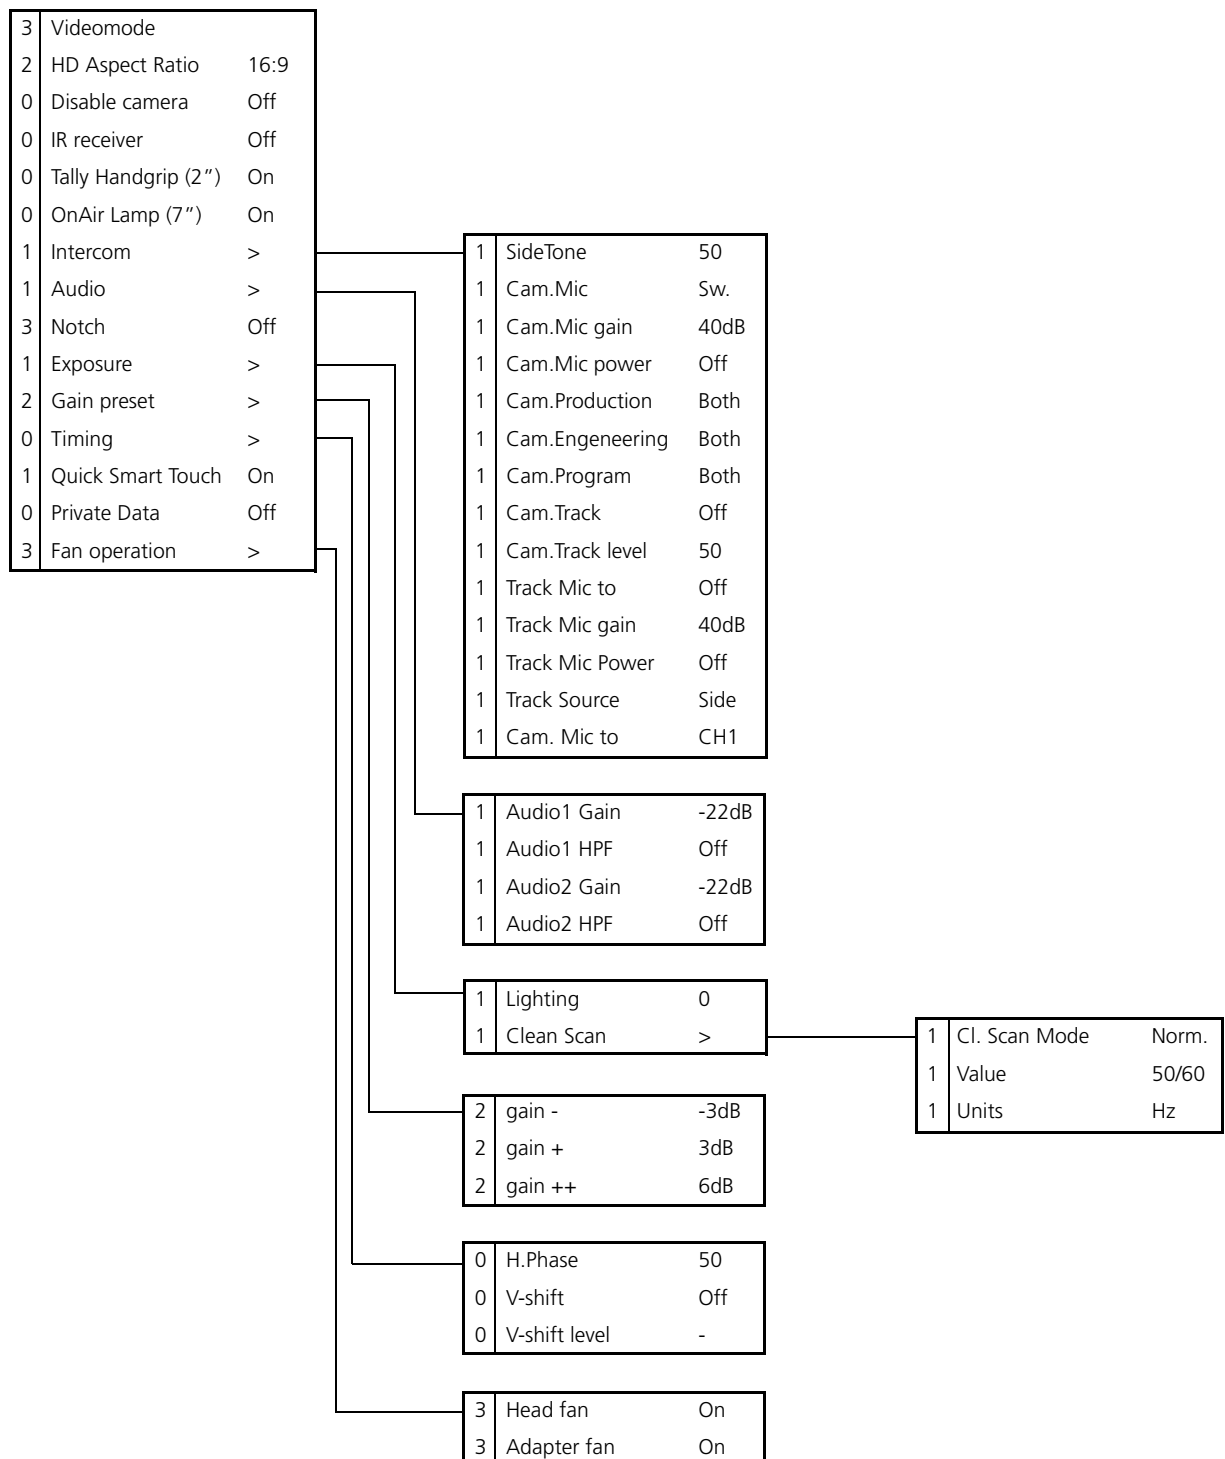 3 Videomode
2 HD Aspect Ratio 16:9
0 Disable camera Off
0 IR receiver Off
0 Tally Handgrip (2”) On
0 OnAir Lamp (7”) On
1 Intercom >
1 Audio >
3 Notch Off
1 Exposure >
2 Gain preset >
0 Timing >
1 Quick Smart Touch On
0 Private Data Off
3 Fan operation >
1 SideTone 50
1 Cam.Mic Sw.
1 Cam.Mic gain 40dB
1 Cam.Mic power Off
1 Cam.Production Both
1 Cam.Engeneering Both
1 Cam.Program Both
1 Cam.Track Off
1 Cam.Track level 50
1 Track Mic to Off
1 Track Mic gain 40dB
1 Track Mic Power Off
1 Track Source Side
1 Cam. Mic to CH1
1 Audio1 Gain -22dB
1 Audio1 HPF Off
1 Audio2 Gain -22dB
1 Audio2 HPF Off
1 Lighting 0
1 Clean Scan >
1 Cl. Scan Mode Norm.
1 Value 50/60
1 Units Hz
2 gain - -3dB
2 gain + 3dB
2 gain ++ 6dB
0 H.Phase 50
0 V-shift Off
0 V-shift level -
3 Head fan On
3 Adapter fan On